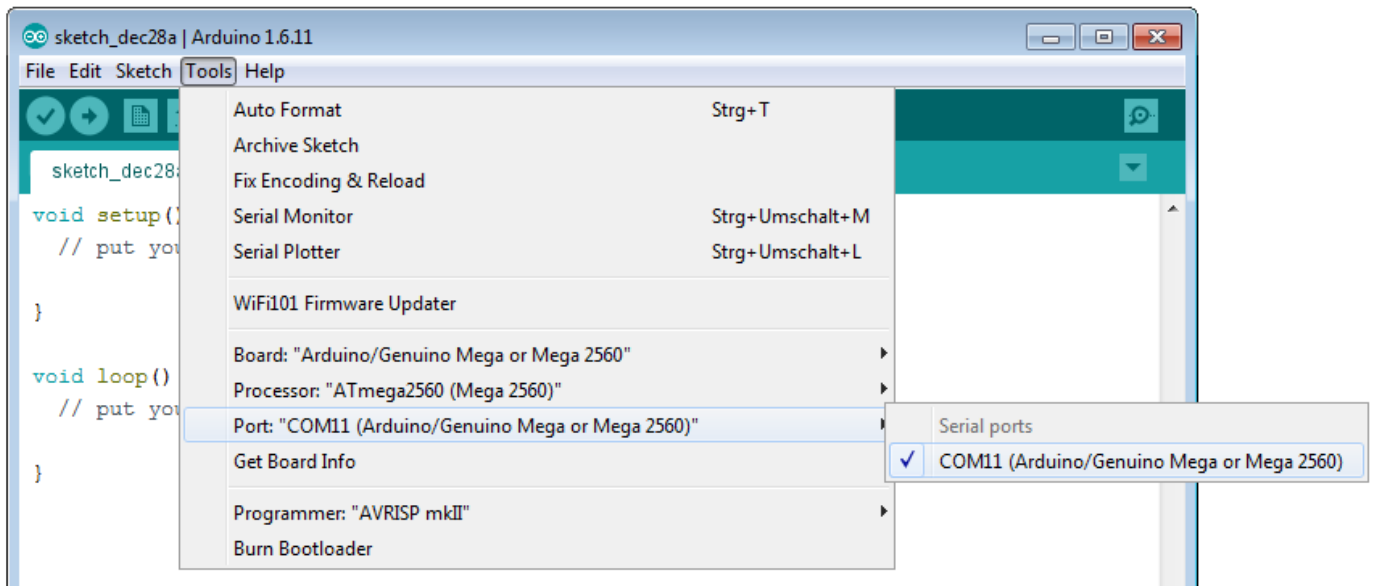 sketch_dec28a | Arduino 1.6.11
File Edit Sketch Tools Help
Auto Format Strg+T
Archive Sketch
Fix Encoding & Reload
Serial Monitor Strg+Umschalt+M
Serial Plotter Strg+Umschalt+L
WiFi101 Firmware Updater
Board: "Arduino/Genuino Mega or Mega 2560"
Processor: "ATmega2560 (Mega 2560)"
Port: "COM11 (Arduino/Genuino Mega or Mega 2560)"
Get Board Info
Programmer: "AVRISP mkII"
Burn Bootloader
Serial ports
COM11 (Arduino/Genuino Mega or Mega 2560)
sketch_dec28a
void setup()
// put you
}
void loop()
// put you
}